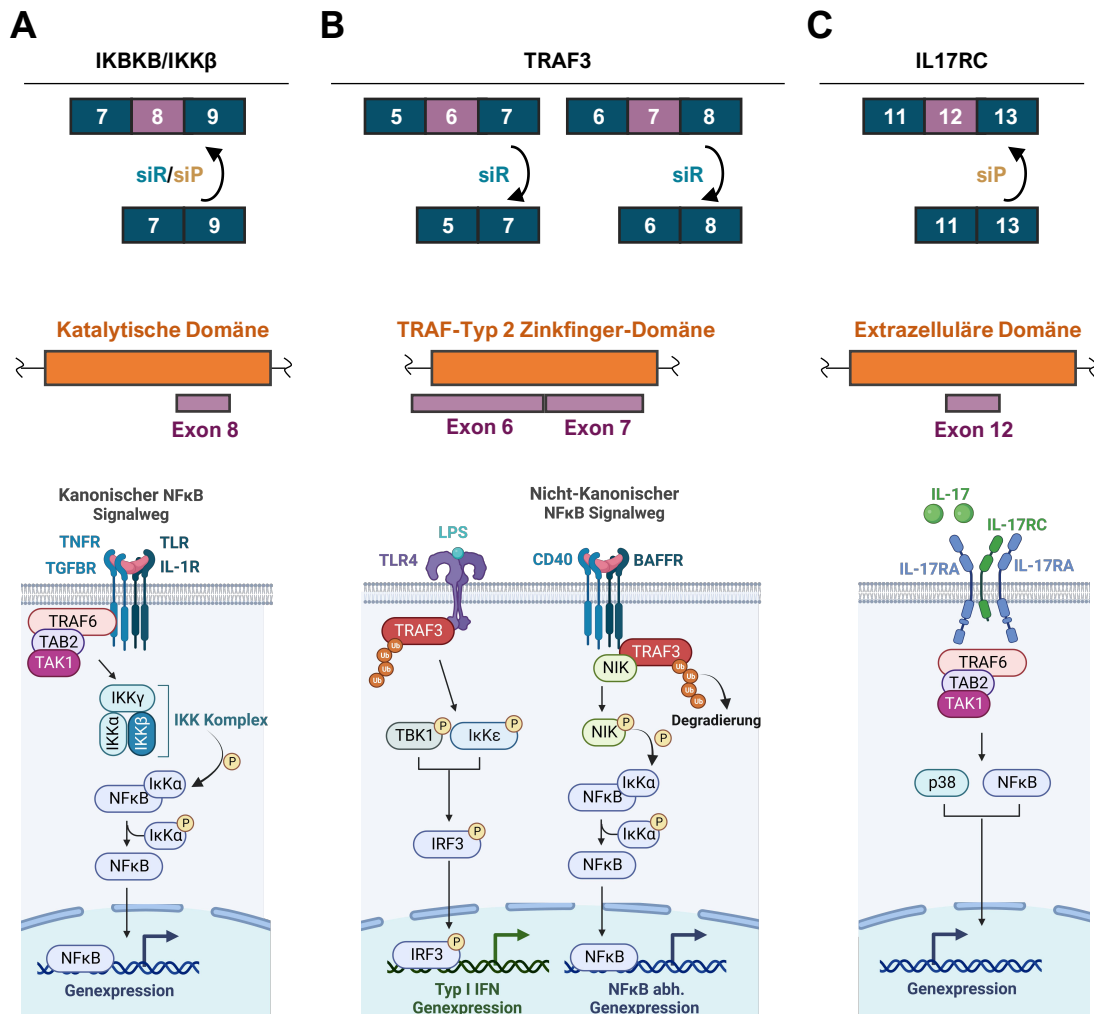 A
IKBKB/IKKβ
7 8 9
siR/siP
7 9
Katalytische Domäne
Exon 8
Kanonischer NFκB
Signalweg
TNFR TLR
TGFBR IL-1R
TRAF6
TAB2
TAK1
IKKγ
IKKα IKKβ
IKK Komplex
P
IκKα
NFκB
P
IκKα
NFκB
NFκB
Genexpression
B
TRAF3
5 6 7
6 7 8
siR
siR
5 7
6 8
TRAF-Typ 2 Zinkfinger-Domäne
Exon 6 Exon 7
LPS
TLR4
TRAF3
Ub
Ub
Ub
Ub
TBK1 P
IκKε P
IRF3 P
IRF3 P
Typ I IFN
Genexpression
Nicht-Kanonischer
NFκB Signalweg
CD40 BAFFR
TRAF3
NIK
Ub
Ub
Ub
Ub
Degradierung
NIK P
P
IκKα
NFκB
P
IκKα
NFκB
NFκB
NFκB abh.
Genexpression
C
IL17RC
11 12 13
siP
11 13
Extrazelluläre Domäne
Exon 12
IL-17
IL-17RC
IL-17RA IL-17RA
TRAF6
TAB2
TAK1
p38 NFκB
Genexpression